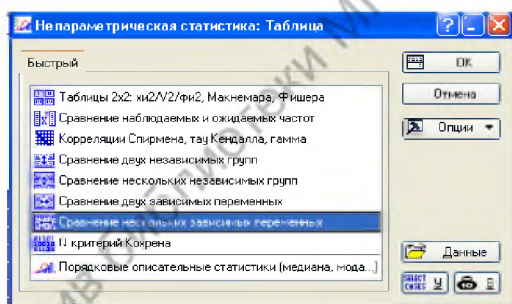 Непараметрическая статистика: Таблица
Быстрый
Таблицы 2x2: хи2/V2/фи2, Макнемара, Фишера
Сравнение наблюдаемых и ожидаемых частот
Корреляции Спирмена, тау Кендалла, гамма
Сравнение двух независимых групп
Сравнение нескольких независимых групп
Сравнение двух зависимых переменных
Сравнение нескольких зависимых переменных
Q критерий Кохрена
Порядковые описательные статистики (медиана, мода...)
OK
Отмена
Опции
Данные
SELECT CASES